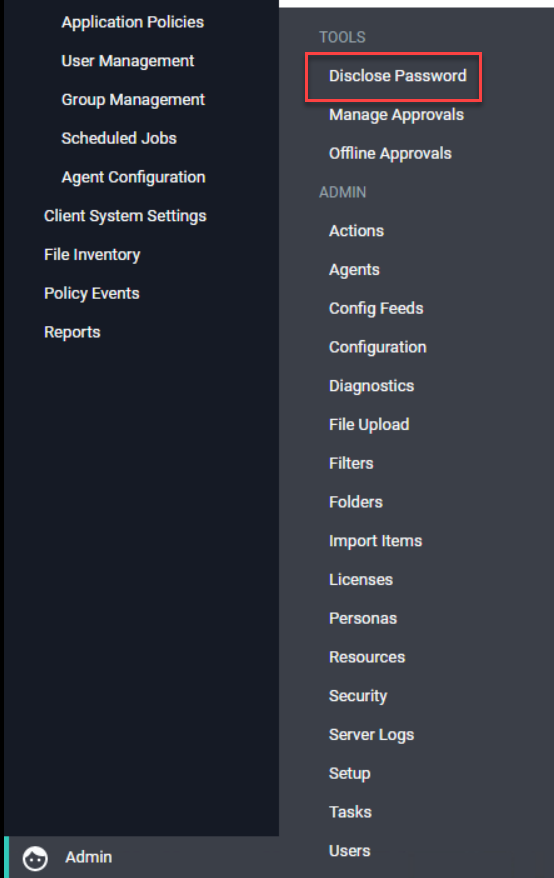 Application Policies
User Management
Group Management
Scheduled Jobs
Agent Configuration
Client System Settings
File Inventory
Policy Events
Reports
Admin
TOOLS
Disclose Password
Manage Approvals
Offline Approvals
ADMIN
Actions
Agents
Config Feeds
Configuration
Diagnostics
File Upload
Filters
Folders
Import Items
Licenses
Personas
Resources
Security
Server Logs
Setup
Tasks
Users